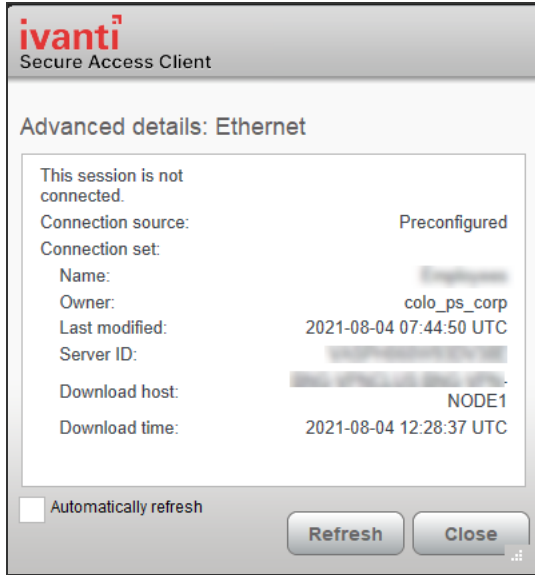 ivanti
Secure Access Client
Advanced details: Ethernet
This session is not
connected.
Connection source: Preconfigured
Connection set:
Name:
Owner: colo_ps_corp
Last modified: 2021-08-04 07:44:50 UTC
Server ID:
Download host: -
NODE1
Download time: 2021-08-04 12:28:37 UTC
Automatically refresh
Refresh Close